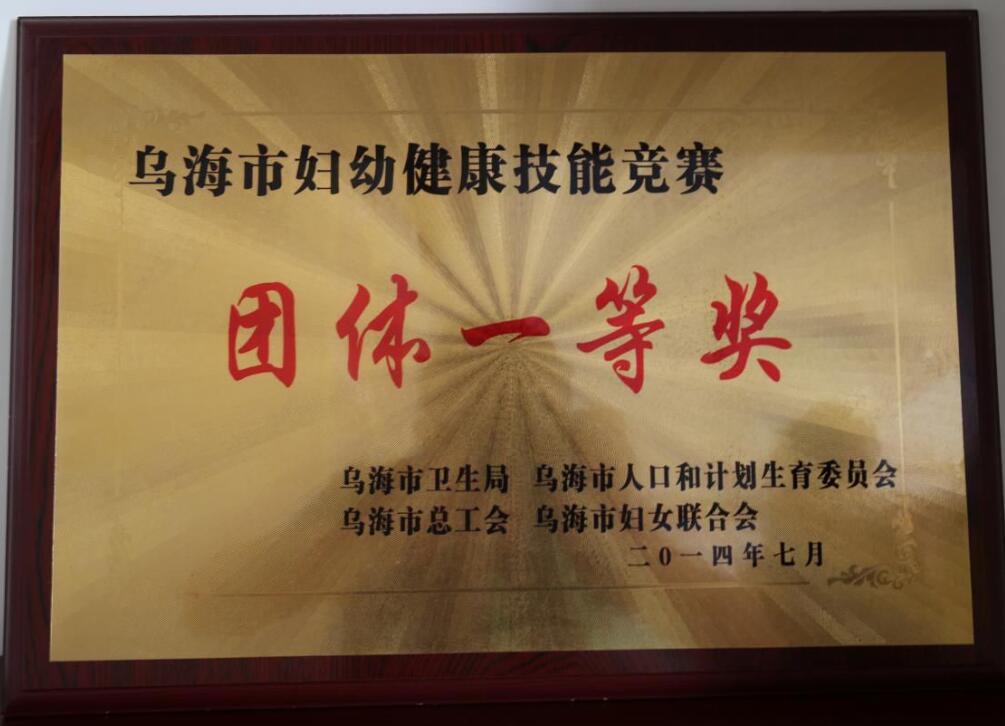 乌海市妇幼健康技能竞赛
团体一等奖
乌海市卫生局 乌海市人口和计划生育委员会
乌海市总工会 乌海市妇女联合会
二0一四年七月